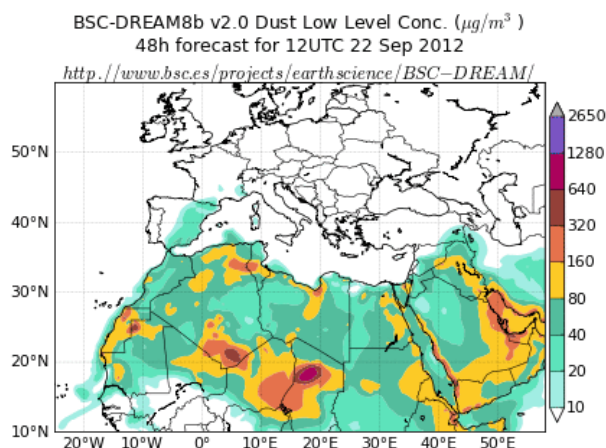 BSC-DREAM8b v2.0 Dust Low Level Conc. (µg/m³ )
48h forecast for 12UTC 22 Sep 2012
http.//www.bsc.es/projects/earthscience/BSC−DREAM/
50°N
40°N
30°N
20°N
10°N
20°W
10°W
0°
10°E
20°E
30°E
40°E
50°E
2650
1280
640
320
160
80
40
20
10